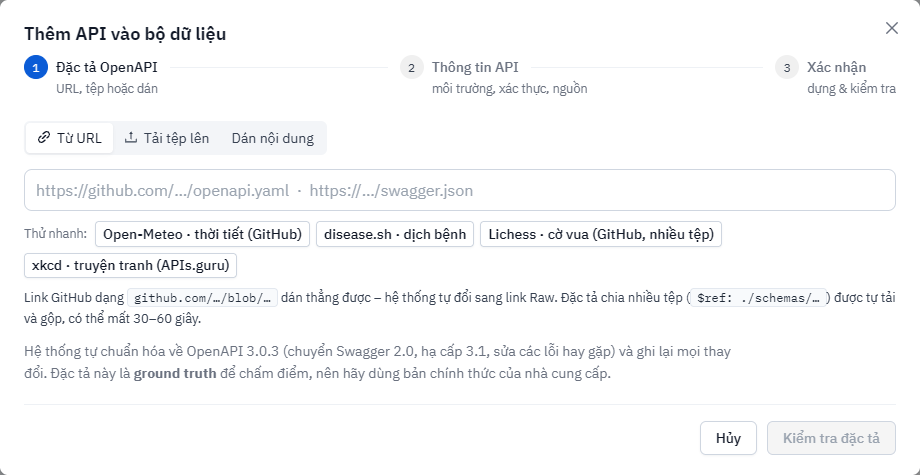 Thêm API vào bộ dữ liệu
1 Đặc tả OpenAPI
URL, tệp hoặc dán
2 Thông tin API
môi trường, xác thực, nguồn
3 Xác nhận
dựng & kiểm tra
Từ URL
Tải tệp lên
Dán nội dung
https://github.com/…/openapi.yaml · https://…/swagger.json
Thử nhanh: Open-Meteo · thời tiết (GitHub) disease.sh · dịch bệnh Lichess · cờ vua (GitHub, nhiều tệp)
xkcd · truyện tranh (APIs.guru)
Link GitHub dạng github.com/…/blob/… dán thẳng được – hệ thống tự đổi sang link Raw. Đặc tả chia nhiều tệp ( $ref: ./schemas/… ) được tự tải
và gộp, có thể mất 30–60 giây.
Hệ thống tự chuẩn hóa về OpenAPI 3.0.3 (chuyển Swagger 2.0, hạ cấp 3.1, sửa các lỗi hay gặp) và ghi lại mọi thay
đổi. Đặc tả này là ground truth để chấm điểm, nên hãy dùng bản chính thức của nhà cung cấp.
Hủy
Kiểm tra đặc tả